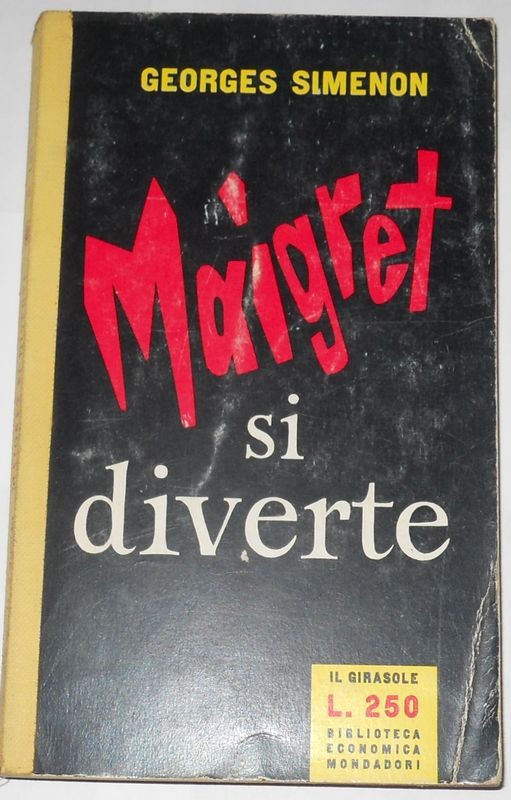 GEORGES SIMENON
Maigret
si
diverte
IL GIRASOLE
L. 250
BIBLIOTECA
ECONOMICA
MONDADORI